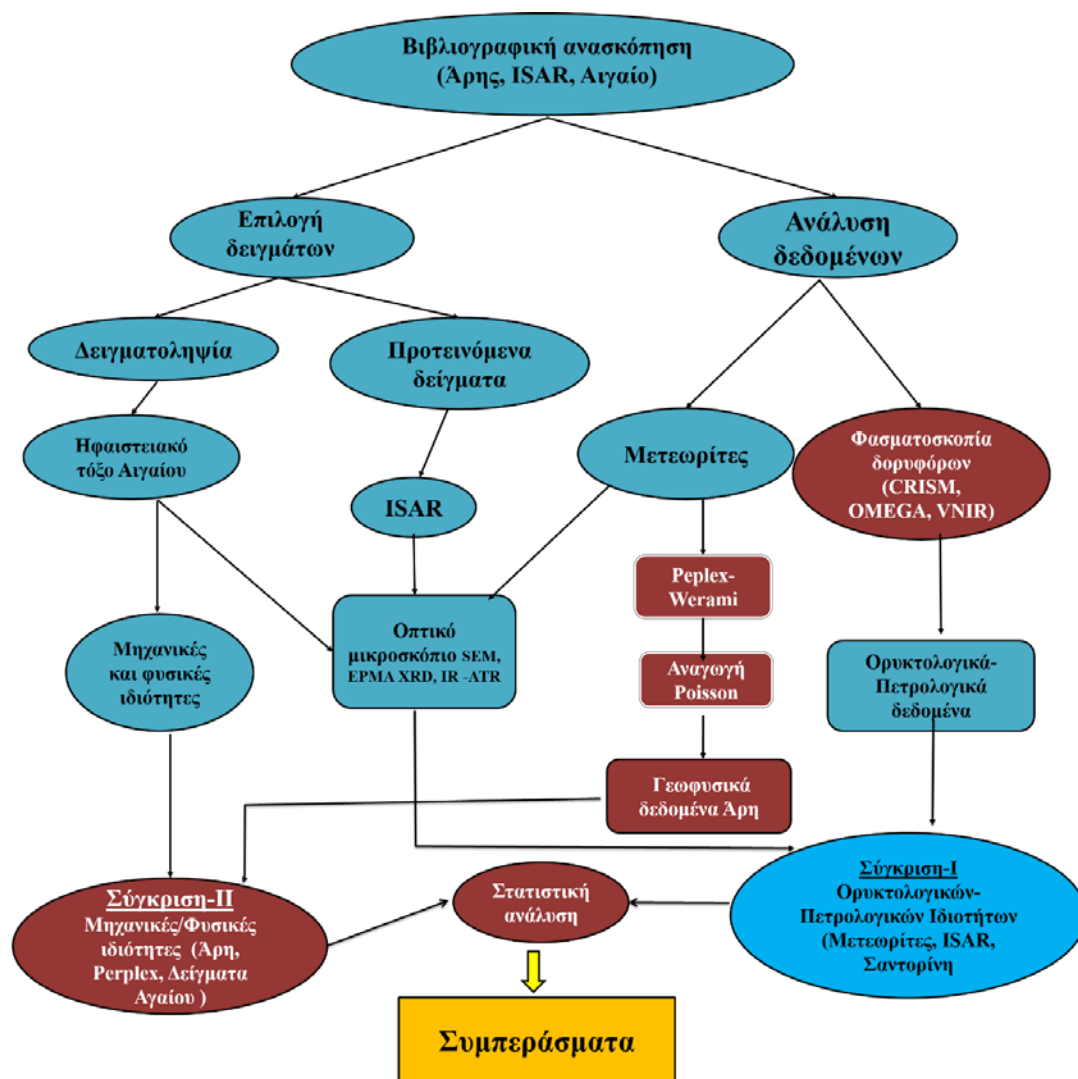 Βιβλιογραφική ανασκόπηση
(Άρης, ISAR, Αιγαίο)
Επιλογή
δειγμάτων
Ανάλυση
δεδομένων
Δειγματοληψία
Προτεινόμενα
δείγματα
Ηφαιστειακό
τόξο Αιγαίου
ISAR
Μετεωρίτες
Φασματοσκοπία
δορυφόρων
(CRISM,
OMEGA, VNIR)
Peplex-
Werami
Μηχανικές
και φυσικές
ιδιότητες
Οπτικό
μικροσκόπιο SEM,
EPMA XRD, IR -ATR
Αναγωγή
Poisson
Ορυκτολογικά-
Πετρολογικά
δεδομένα
Γεωφυσικά
δεδομένα Άρη
Σύγκριση-ΙΙ
Μηχανικές/Φυσικές
ιδιότητες (Άρη,
Perplex, Δείγματα
Αγαίου )
Στατιστική
ανάλυση
Σύγκριση-Ι
Ορυκτολογικών-
Πετρολογικών Ιδιοτήτων
(Μετεωρίτες, ISAR,
Σαντορίνη
Συμπεράσματα